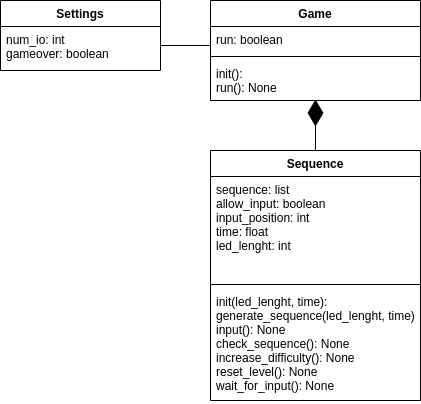 Settings
num_io: int
gameover: boolean
Game
run: boolean
init():
run(): None
Sequence
sequence: list
allow_input: boolean
input_position: int
time: float
led_lenght: int
init(led_lenght, time):
generate_sequence(led_lenght, time)
input(): None
check_sequence(): None
increase_difficulty(): None
reset_level(): None
wait_for_input(): None